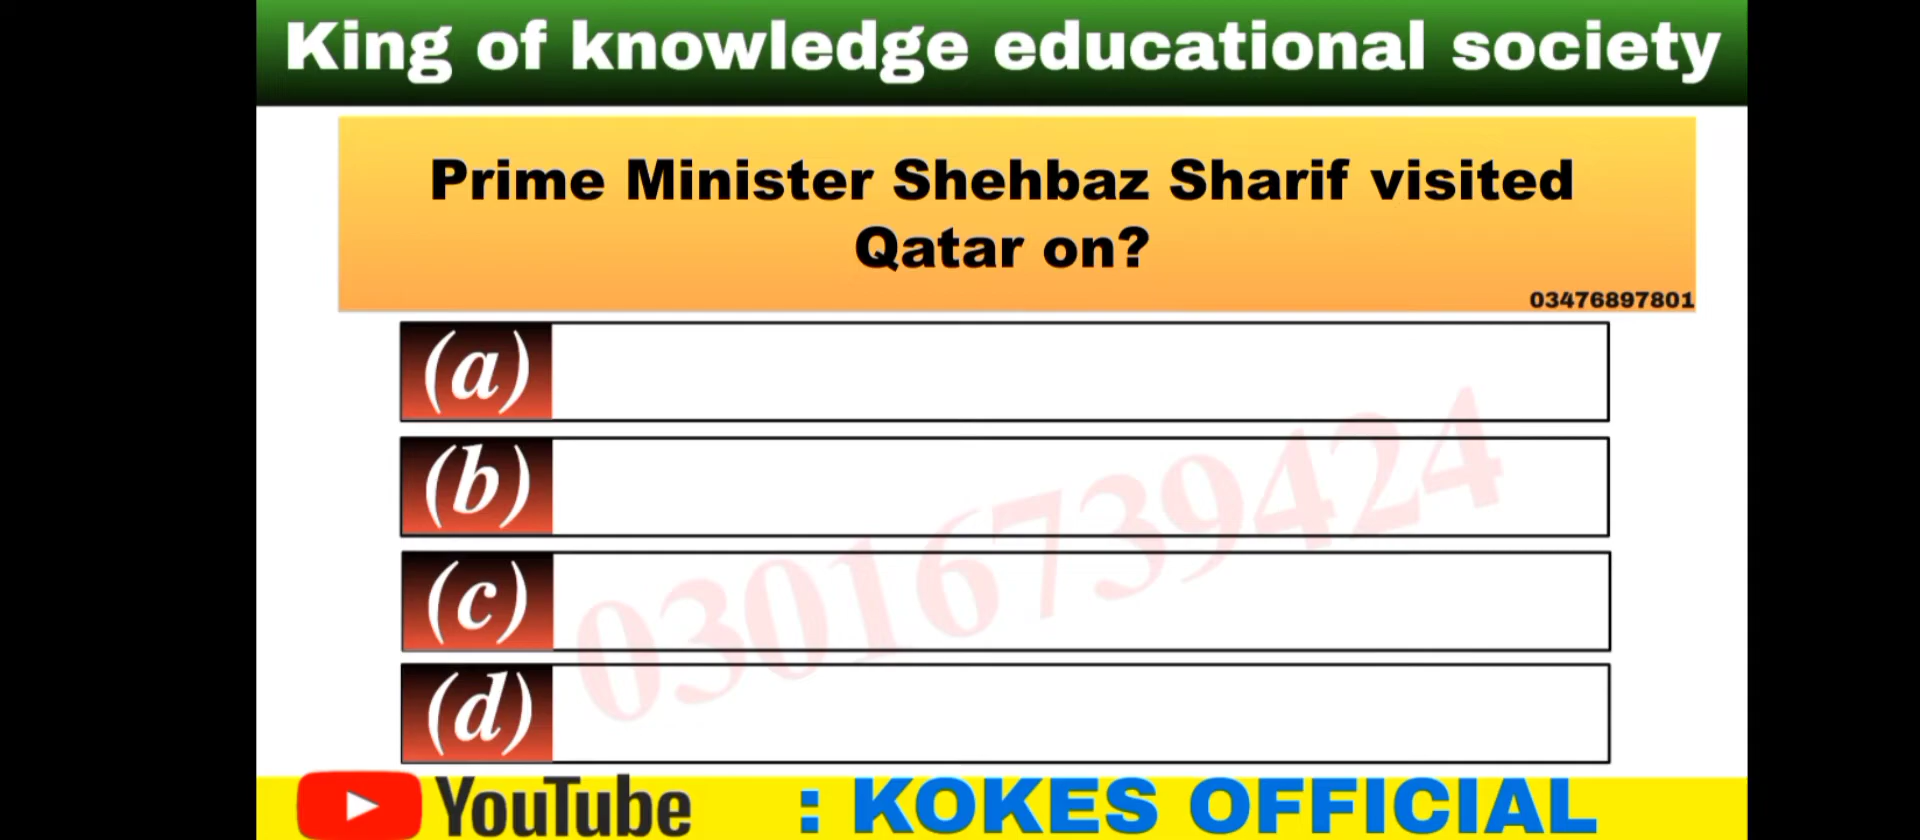 King of knowledge educational society
Prime Minister Shehbaz Sharif visited
Qatar on?
03476897801
(a)
(b)
(c)
(d)
03016739424
YouTube : KOKES OFFICIAL